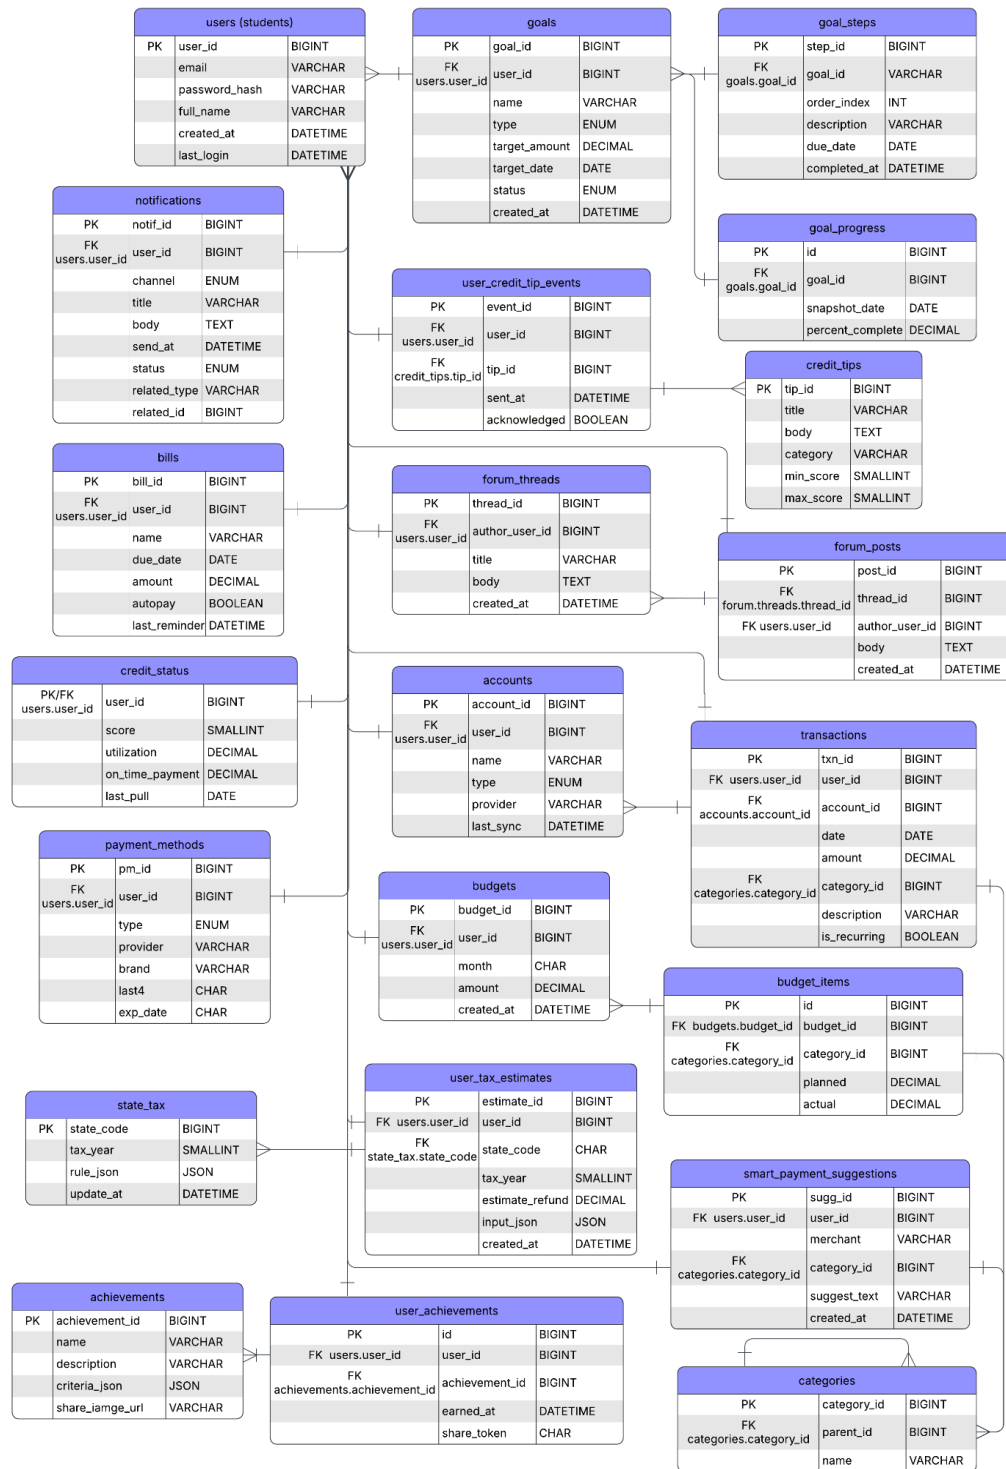 users (students)
PK user_id BIGINT
email VARCHAR
password_hash VARCHAR
full_name VARCHAR
created_at DATETIME
last_login DATETIME
goals
PK goal_id BIGINT
FK users.user_id user_id BIGINT
name VARCHAR
type ENUM
target_amount DECIMAL
target_date DATE
status ENUM
created_at DATETIME
goal_steps
PK step_id BIGINT
FK goals.goal_id goal_id VARCHAR
order_index INT
description VARCHAR
due_date DATE
completed_at DATETIME
notifications
PK notif_id BIGINT
FK users.user_id user_id BIGINT
channel ENUM
title VARCHAR
body TEXT
send_at DATETIME
status ENUM
related_type VARCHAR
related_id BIGINT
goal_progress
PK id BIGINT
FK goals.goal_id goal_id BIGINT
snapshot_date DATE
percent_complete DECIMAL
user_credit_tip_events
PK event_id BIGINT
FK users.user_id user_id BIGINT
FK credit_tips.tip_id tip_id BIGINT
sent_at DATETIME
acknowledged BOOLEAN
credit_tips
PK tip_id BIGINT
title VARCHAR
body TEXT
category VARCHAR
min_score SMALLINT
max_score SMALLINT
bills
PK bill_id BIGINT
FK users.user_id user_id BIGINT
name VARCHAR
due_date DATE
amount DECIMAL
autopay BOOLEAN
last_reminder DATETIME
forum_threads
PK thread_id BIGINT
FK users.user_id author_user_id BIGINT
title VARCHAR
body TEXT
created_at DATETIME
forum_posts
PK post_id BIGINT
FK forum.threads.thread_id thread_id BIGINT
FK users.user_id author_user_id BIGINT
body TEXT
created_at DATETIME
credit_status
PK/FK users.user_id user_id BIGINT
score SMALLINT
utilization DECIMAL
on_time_payment DECIMAL
last_pull DATE
accounts
PK account_id BIGINT
FK users.user_id user_id BIGINT
name VARCHAR
type ENUM
provider VARCHAR
last_sync DATETIME
transactions
PK txn_id BIGINT
FK users.user_id user_id BIGINT
FK accounts.account_id account_id BIGINT
date DATE
amount DECIMAL
FK categories.category_id category_id BIGINT
description VARCHAR
is_recurring BOOLEAN
payment_methods
PK pm_id BIGINT
FK users.user_id user_id BIGINT
type ENUM
provider VARCHAR
brand VARCHAR
last4 CHAR
exp_date CHAR
budgets
PK budget_id BIGINT
FK users.user_id user_id BIGINT
month CHAR
amount DECIMAL
created_at DATETIME
budget_items
PK id BIGINT
FK budgets.budget_id budget_id BIGINT
FK categories.category_id category_id BIGINT
planned DECIMAL
actual DECIMAL
state_tax
PK state_code BIGINT
tax_year SMALLINT
rule_json JSON
update_at DATETIME
user_tax_estimates
PK estimate_id BIGINT
FK users.user_id user_id BIGINT
FK state_tax.state_code state_code CHAR
tax_year SMALLINT
estimate_refund DECIMAL
input_json JSON
created_at DATETIME
smart_payment_suggestions
PK sugg_id BIGINT
FK users.user_id user_id BIGINT
merchant VARCHAR
FK categories.category_id category_id BIGINT
suggest_text VARCHAR
created_at DATETIME
achievements
PK achievement_id BIGINT
name VARCHAR
description VARCHAR
criteria_json JSON
share_iamge_url VARCHAR
user_achievements
PK id BIGINT
FK users.user_id user_id BIGINT
FK achievements.achievement_id achievement_id BIGINT
earned_at DATETIME
share_token CHAR
categories
PK category_id BIGINT
FK categories.category_id parent_id BIGINT
name VARCHAR